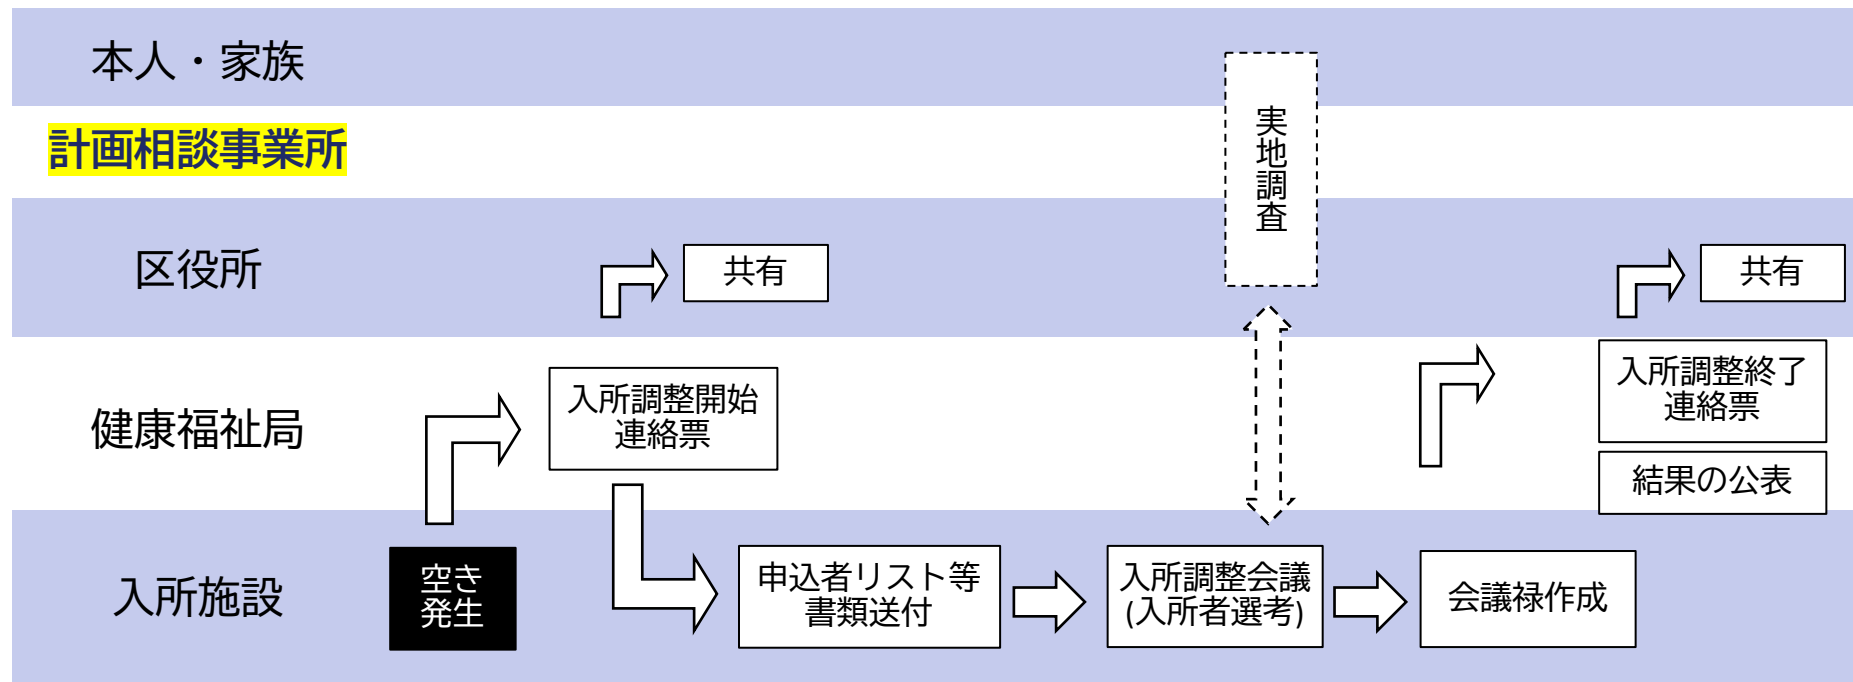 本人・家族
計画相談事業所
実地調査
区役所
共有
共有
健康福祉局
入所調整開始
連絡票
入所調整終了
連絡票
結果の公表
入所施設
空き
発生
申込者リスト等
書類送付
入所調整会議
(入所者選考)
会議禄作成